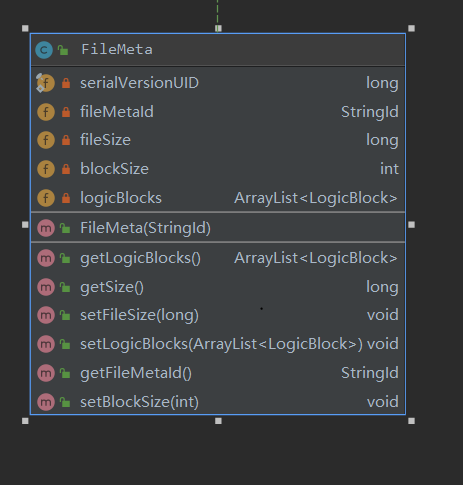 FileMeta
serialVersionUID long
fileMetaId StringId
fileSize long
blockSize int
logicBlocks ArrayList<LogicBlock>
FileMeta(StringId)
getLogicBlocks() ArrayList<LogicBlock>
getSize() long
setFileSize(long) void
setLogicBlocks(ArrayList<LogicBlock>) void
getFileMetaId() StringId
setBlockSize(int) void